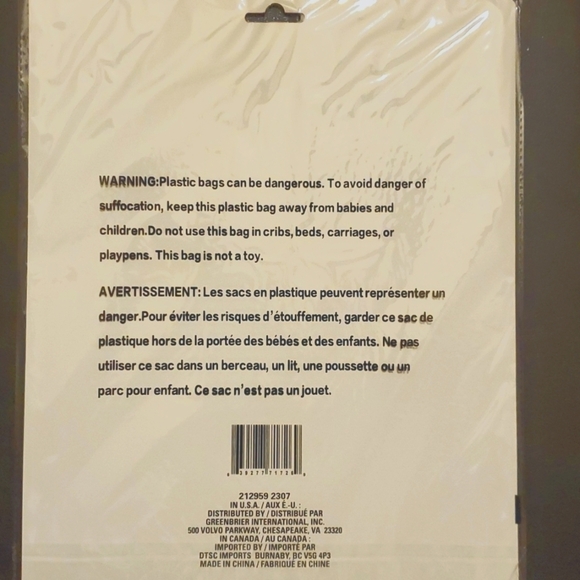 WARNING:Plastic bags can be dangerous. To avoid danger of
suffocation, keep this plastic bag away from babies and
children.Do not use this bag in cribs, beds, carriages, or
playpens. This bag is not a toy.
AVERTISSEMENT: Les sacs en plastique peuvent représenter un
danger.Pour éviter les risques d'étouffement, garder ce sac de
plastique hors de la portée des bébés et des enfants. Ne pas
utiliser ce sac dans un berceau, un lit, une poussette ou un
parc pour enfant. Ce sac n'est pas un jouet.
212959 2307
IN U.S.A. / AUX É.-U. :
DISTRIBUTED BY / DISTRIBUÉ PAR
GREENBRIER INTERNATIONAL, INC.
500 VOLVO PARKWAY, CHESAPEAKE, VA 23320
IN CANADA / AU CANADA :
IMPORTED BY / IMPORTÉ PAR
DTSC IMPORTS BURNABY, BC V5G 4P3
MADE IN CHINA / FABRIQUÉ EN CHINE